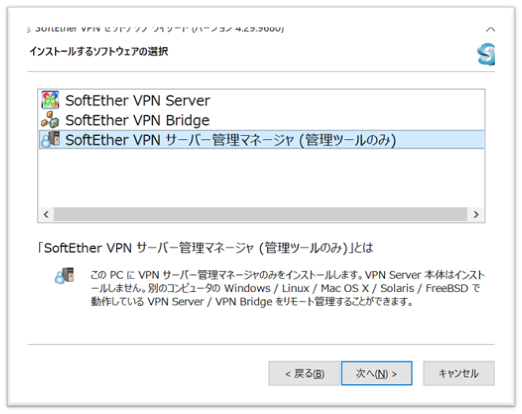 SoftEther VPN セットアップ ウィザード (バージョン 4.29.9680)
インストールするソフトウェアの選択
SoftEther VPN Server
SoftEther VPN Bridge
SoftEther VPN サーバー管理マネージャ (管理ツールのみ)
「SoftEther VPN サーバー管理マネージャ (管理ツールのみ)」とは
この PC に VPN サーバー管理マネージャのみをインストールします。VPN Server 本体はインスト
ールしません。別のコンピュータの Windows / Linux / Mac OS X / Solaris / FreeBSD で
動作している VPN Server / VPN Bridge をリモート管理することができます。
< 戻る(B)
次へ(N) >
キャンセル